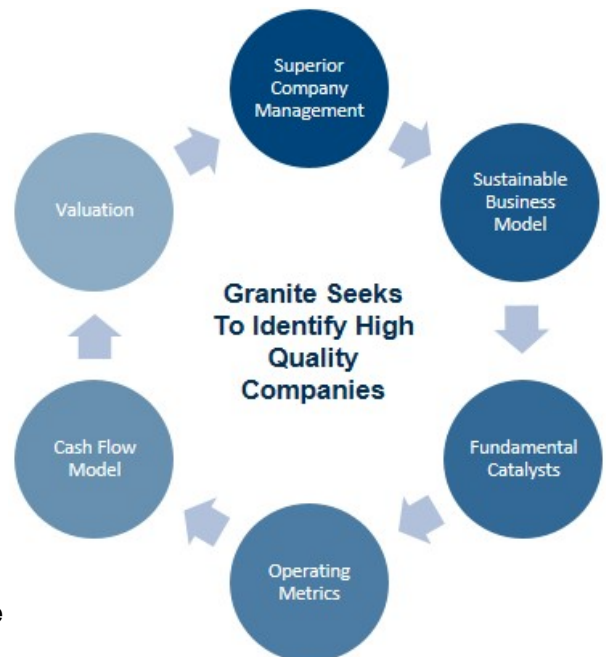 Superior
Company
Management
Sustainable
Business
Model
Fundamental
Catalysts
Operating
Metrics
Cash Flow
Model
Valuation
Granite Seeks
To Identify High
Quality
Companies
e